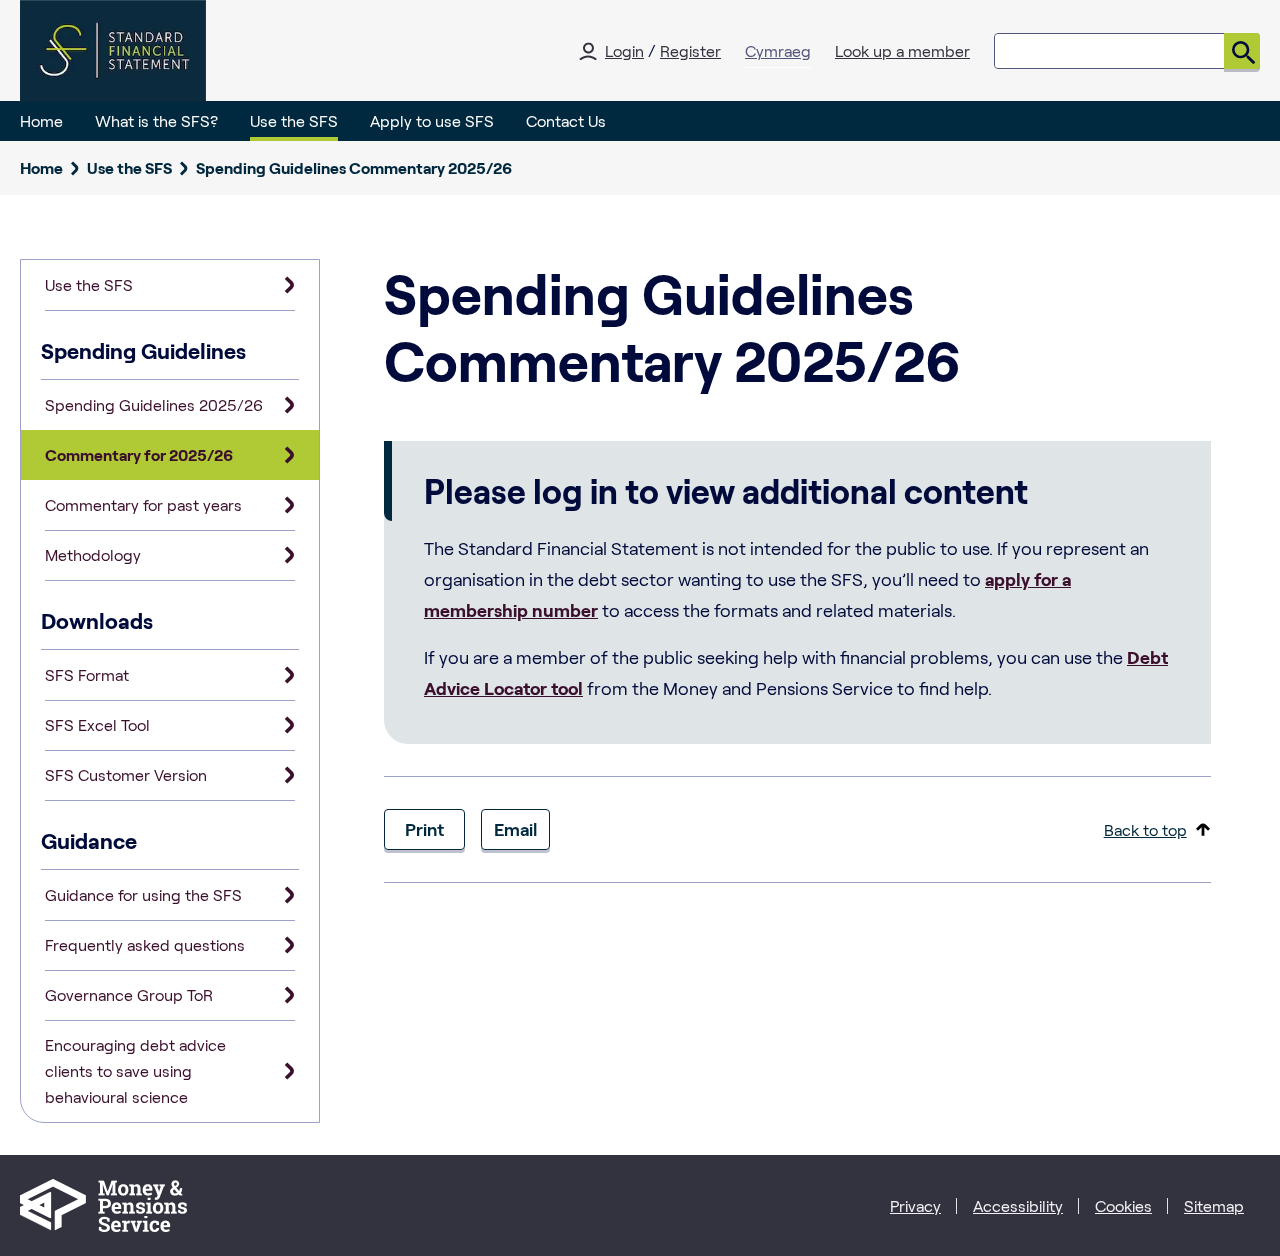 STANDARD
FINANCIAL
STATEMENT
Login / Register
Cymraeg
Look up a member
Home
What is the SFS?
Use the SFS
Apply to use SFS
Contact Us
Home
Use the SFS
Spending Guidelines Commentary 2025/26
Use the SFS
Spending Guidelines
Spending Guidelines 2025/26
Commentary for 2025/26
Commentary for past years
Methodology
Downloads
SFS Format
SFS Excel Tool
SFS Customer Version
Guidance
Guidance for using the SFS
Frequently asked questions
Governance Group ToR
Encouraging debt advice
clients to save using
behavioural science
Spending Guidelines
Commentary 2025/26
Please log in to view additional content
The Standard Financial Statement is not intended for the public to use. If you represent an
organisation in the debt sector wanting to use the SFS, you’ll need to apply for a
membership number to access the formats and related materials.
If you are a member of the public seeking help with financial problems, you can use the Debt
Advice Locator tool from the Money and Pensions Service to find help.
Print
Email
Back to top
Money &
Pensions
Service
Privacy
Accessibility
Cookies
Sitemap